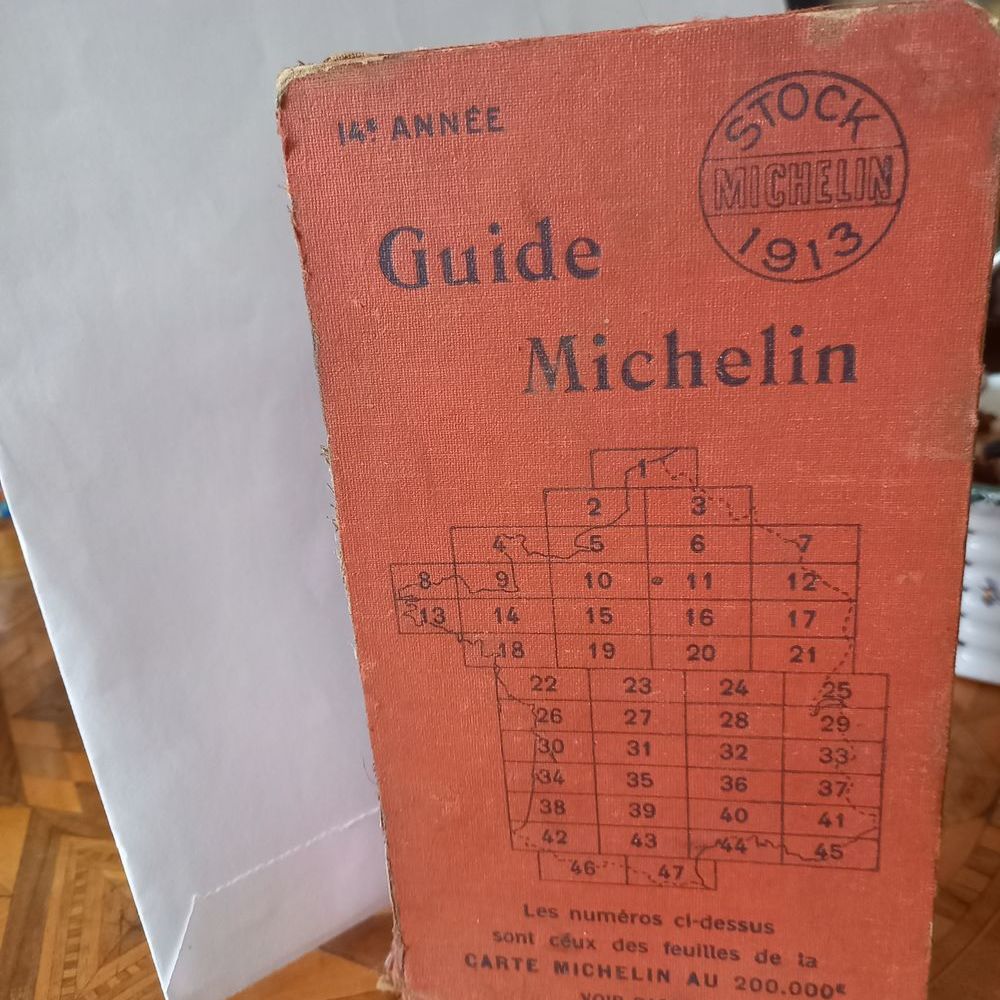 14e ANNÉE
STOCK
MICHELIN
1913
Guide
Michelin
1
2 3
4 5 6 7
8 9 10 11 12
13 14 15 16 17
18 19 20 21
22 23 24 25
26 27 28 29
30 31 32 33
34 35 36 37
38 39 40 41
42 43 44 45
46 47
Les numéros ci-dessus
sont ceux des feuilles de la
CARTE MICHELIN AU 200.000e
VOIR